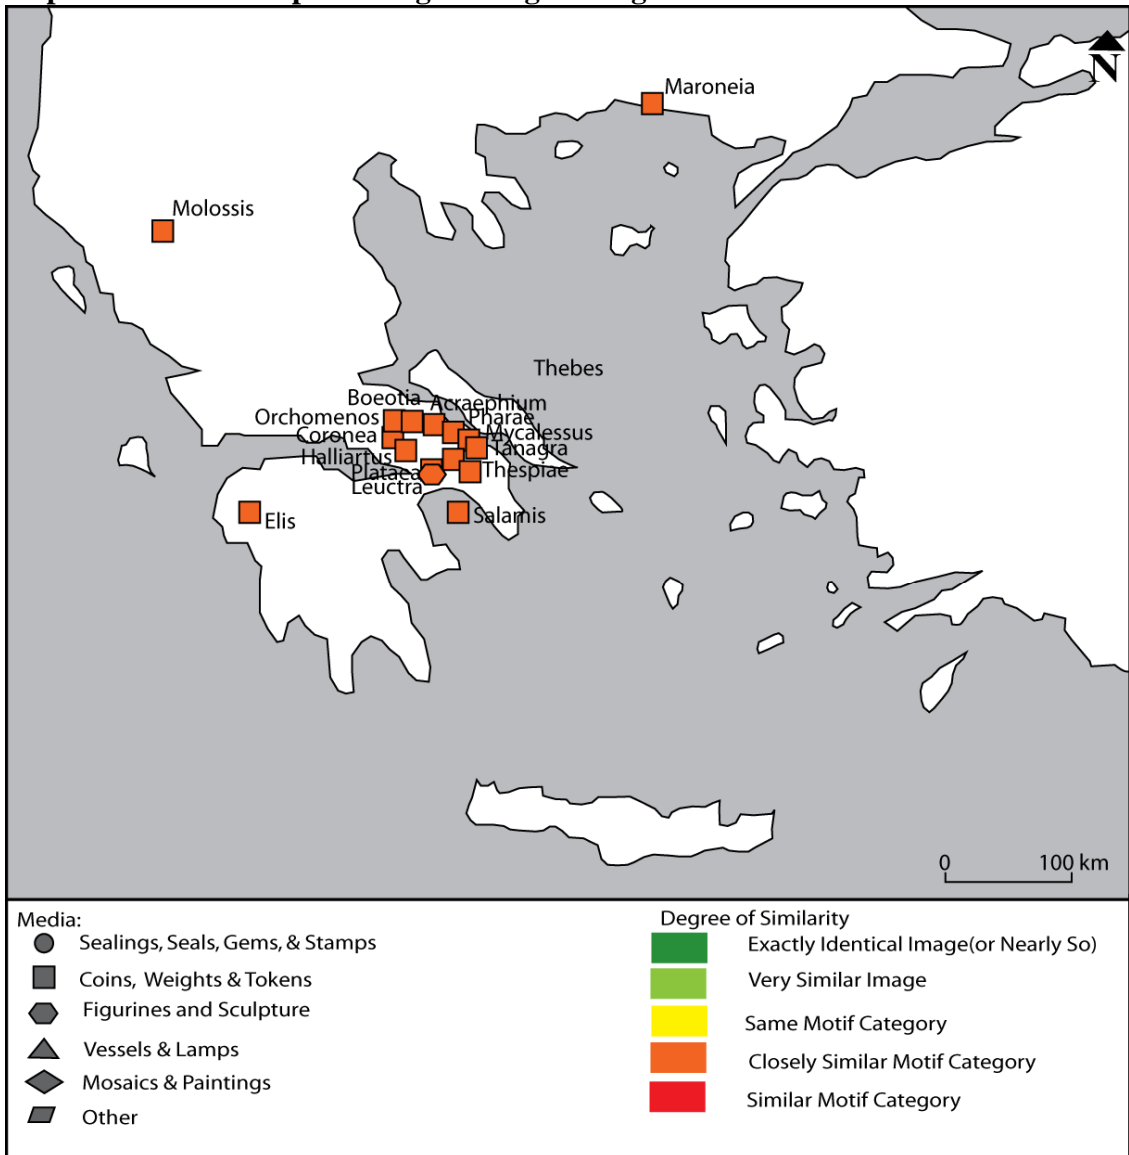 Maroneia
N
Molossis
Thebes
Boeotia
Acraephium
Orchomenos
Pharae
Coronea
Mycalessus
Halliartus
Tanagra
Plataea
Thespiae
Leuctra
Elis
Salamis
0 100 km
Media:
Sealings, Seals, Gems, & Stamps
Coins, Weights & Tokens
Figurines and Sculpture
Vessels & Lamps
Mosaics & Paintings
Other
Degree of Similarity
Exactly Identical Image(or Nearly So)
Very Similar Image
Same Motif Category
Closely Similar Motif Category
Similar Motif Category